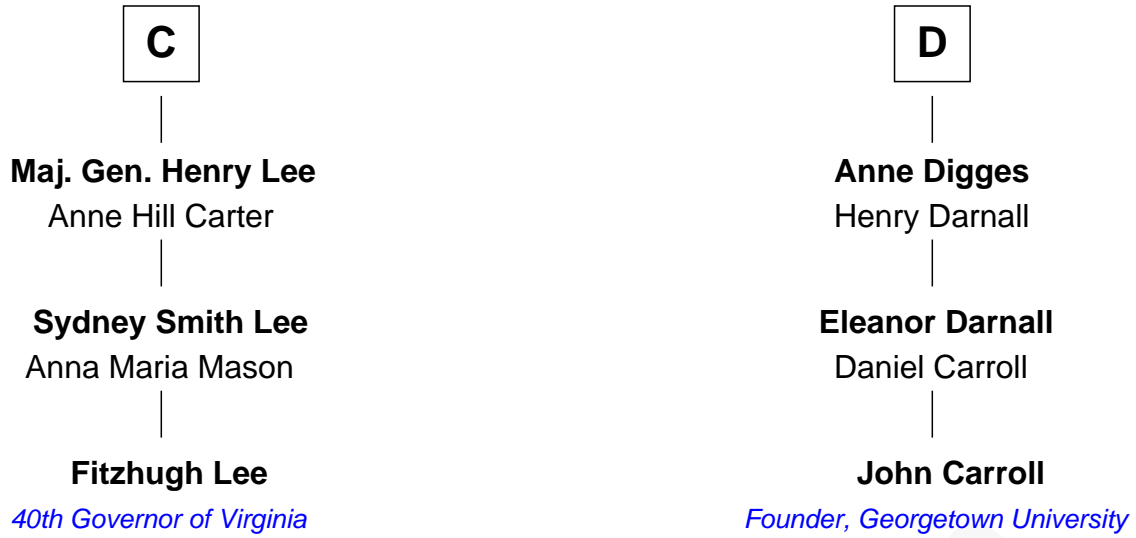 C
Maj. Gen. Henry Lee
Anne Hill Carter
Sydney Smith Lee
Anna Maria Mason
Fitzhugh Lee
40th Governor of Virginia
D
Anne Digges
Henry Darnall
Eleanor Darnall
Daniel Carroll
John Carroll
Founder, Georgetown University